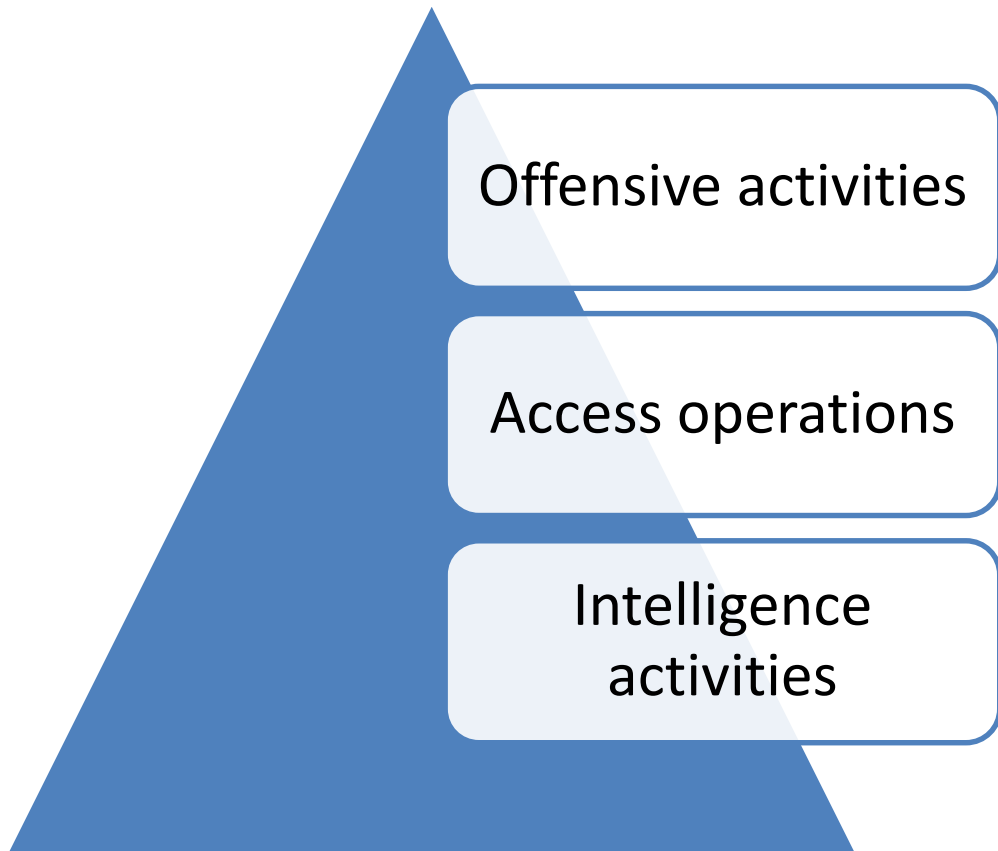 Offensive activities
Access operations
Intelligence
activities